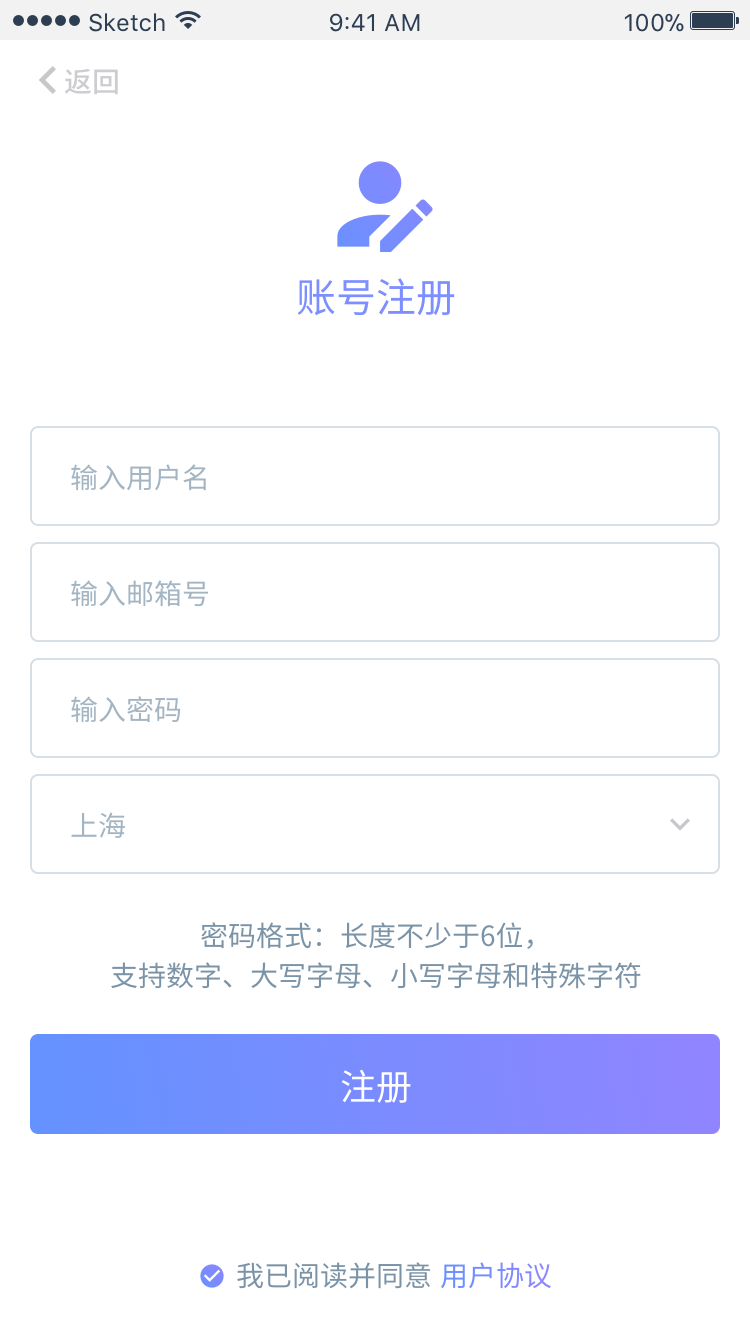 Sketch 9:41 AM 100%
返回
账号注册
输入用户名
输入邮箱号
输入密码
上海
密码格式：长度不少于6位，
支持数字、大写字母、小写字母和特殊字符
注册
我已阅读并同意 用户协议